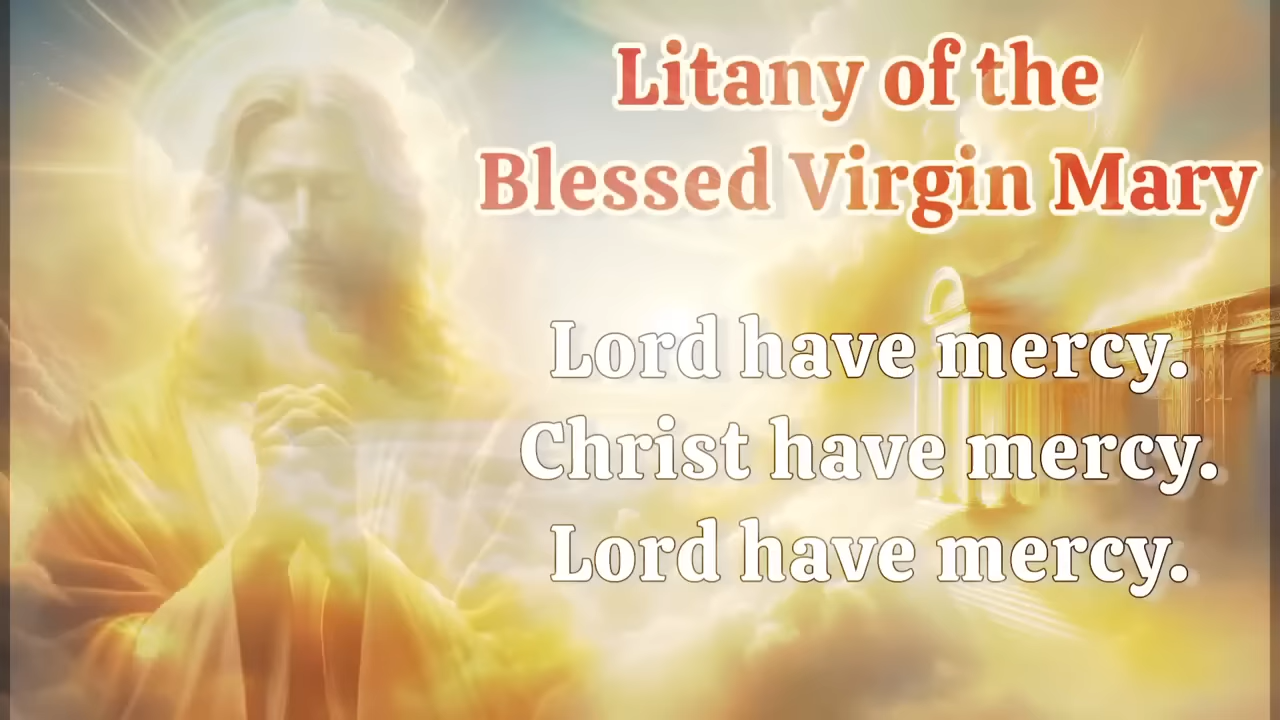 Litany of the
Blessed Virgin Mary
Lord have mercy.
Christ have mercy.
Lord have mercy.